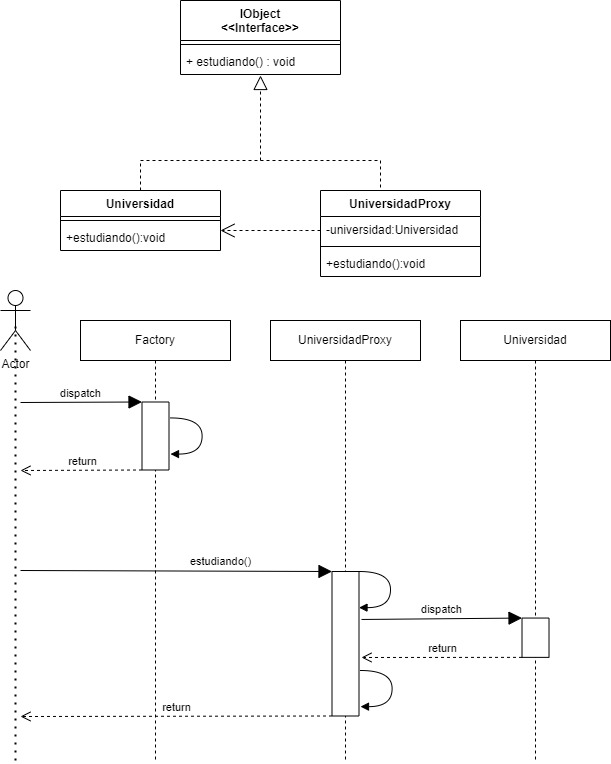 IObject
<<Interface>>
+ estudiando() : void
Universidad
+estudiando():void
UniversidadProxy
-universidad:Universidad
+estudiando():void
Actor
Factory
UniversidadProxy
Universidad
dispatch
return
estudiando()
dispatch
return
return